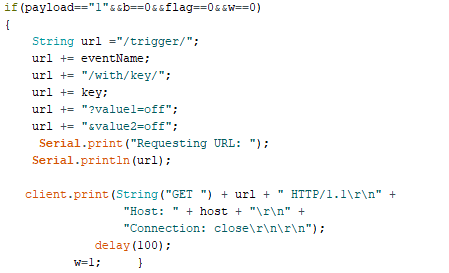 if(payload=="1"&&b==0&&flag==0&&w==0)
{
String url ="/trigger/";
url += eventName;
url += "/with/key/";
url += key;
url += "?value1=off";
url += "&value2=off";
Serial.print("Requesting URL: ");
Serial.println(url);
client.print(String("GET ") + url + " HTTP/1.1\r\n" +
"Host: " + host + "\r\n" +
"Connection: close\r\n\r\n");
delay(100);
w=1; }